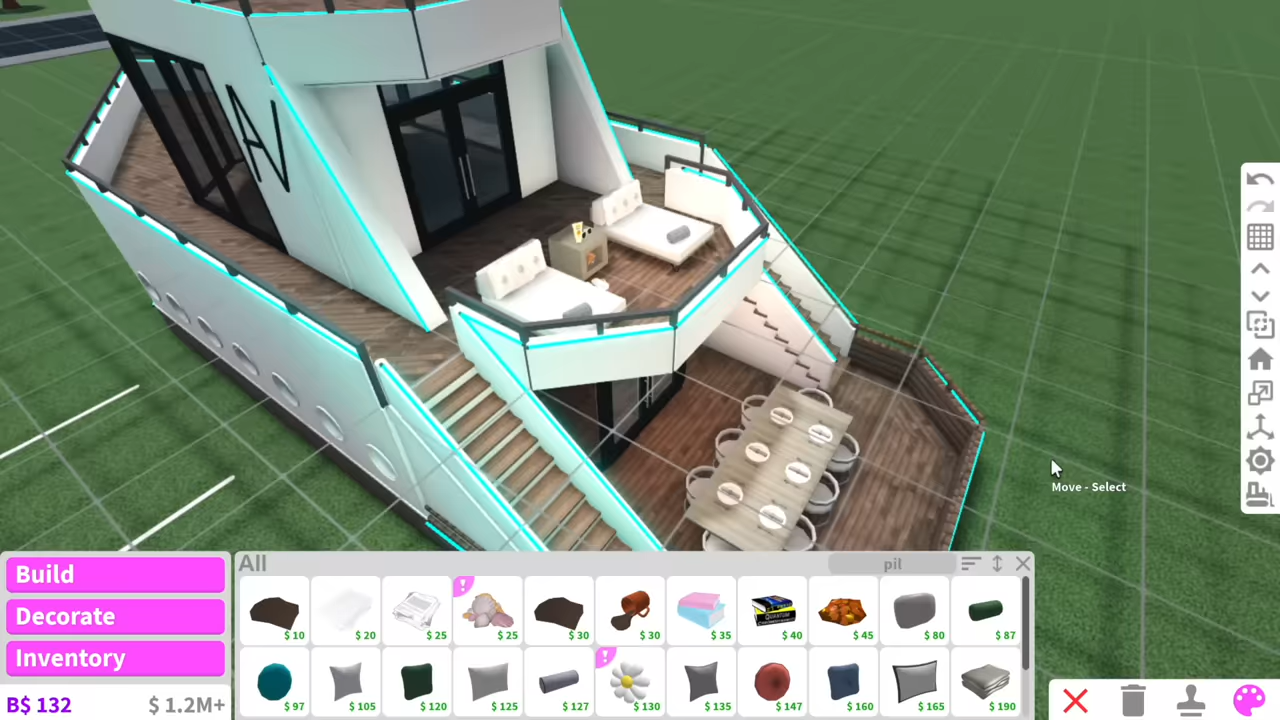 Move - Select
Build
Decorate
Inventory
B$ 132
$ 1.2M+
All
pil
$ 10
$ 20
$ 25
$ 25
$ 30
$ 30
$ 35
$ 40
$ 45
$ 80
$ 87
$ 97
$ 105
$ 120
$ 125
$ 127
$ 130
$ 135
$ 147
$ 160
$ 165
$ 190